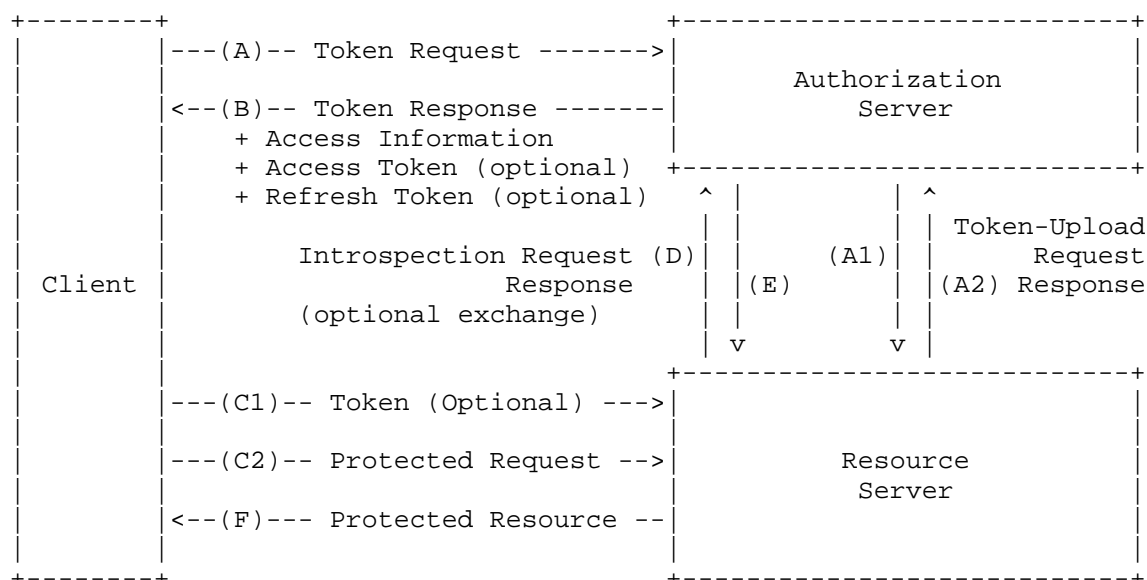 ---(A)-- Token Request ------->
Authorization
<--(B)-- Token Response ------- Server
+ Access Information
+ Access Token (optional)
+ Refresh Token (optional)
Token-Upload
Introspection Request (D) (A1) Request
Client Response (E) (A2) Response
(optional exchange)
---(C1)-- Token (Optional) --->
---(C2)-- Protected Request --> Resource
Server
<--(F)--- Protected Resource --